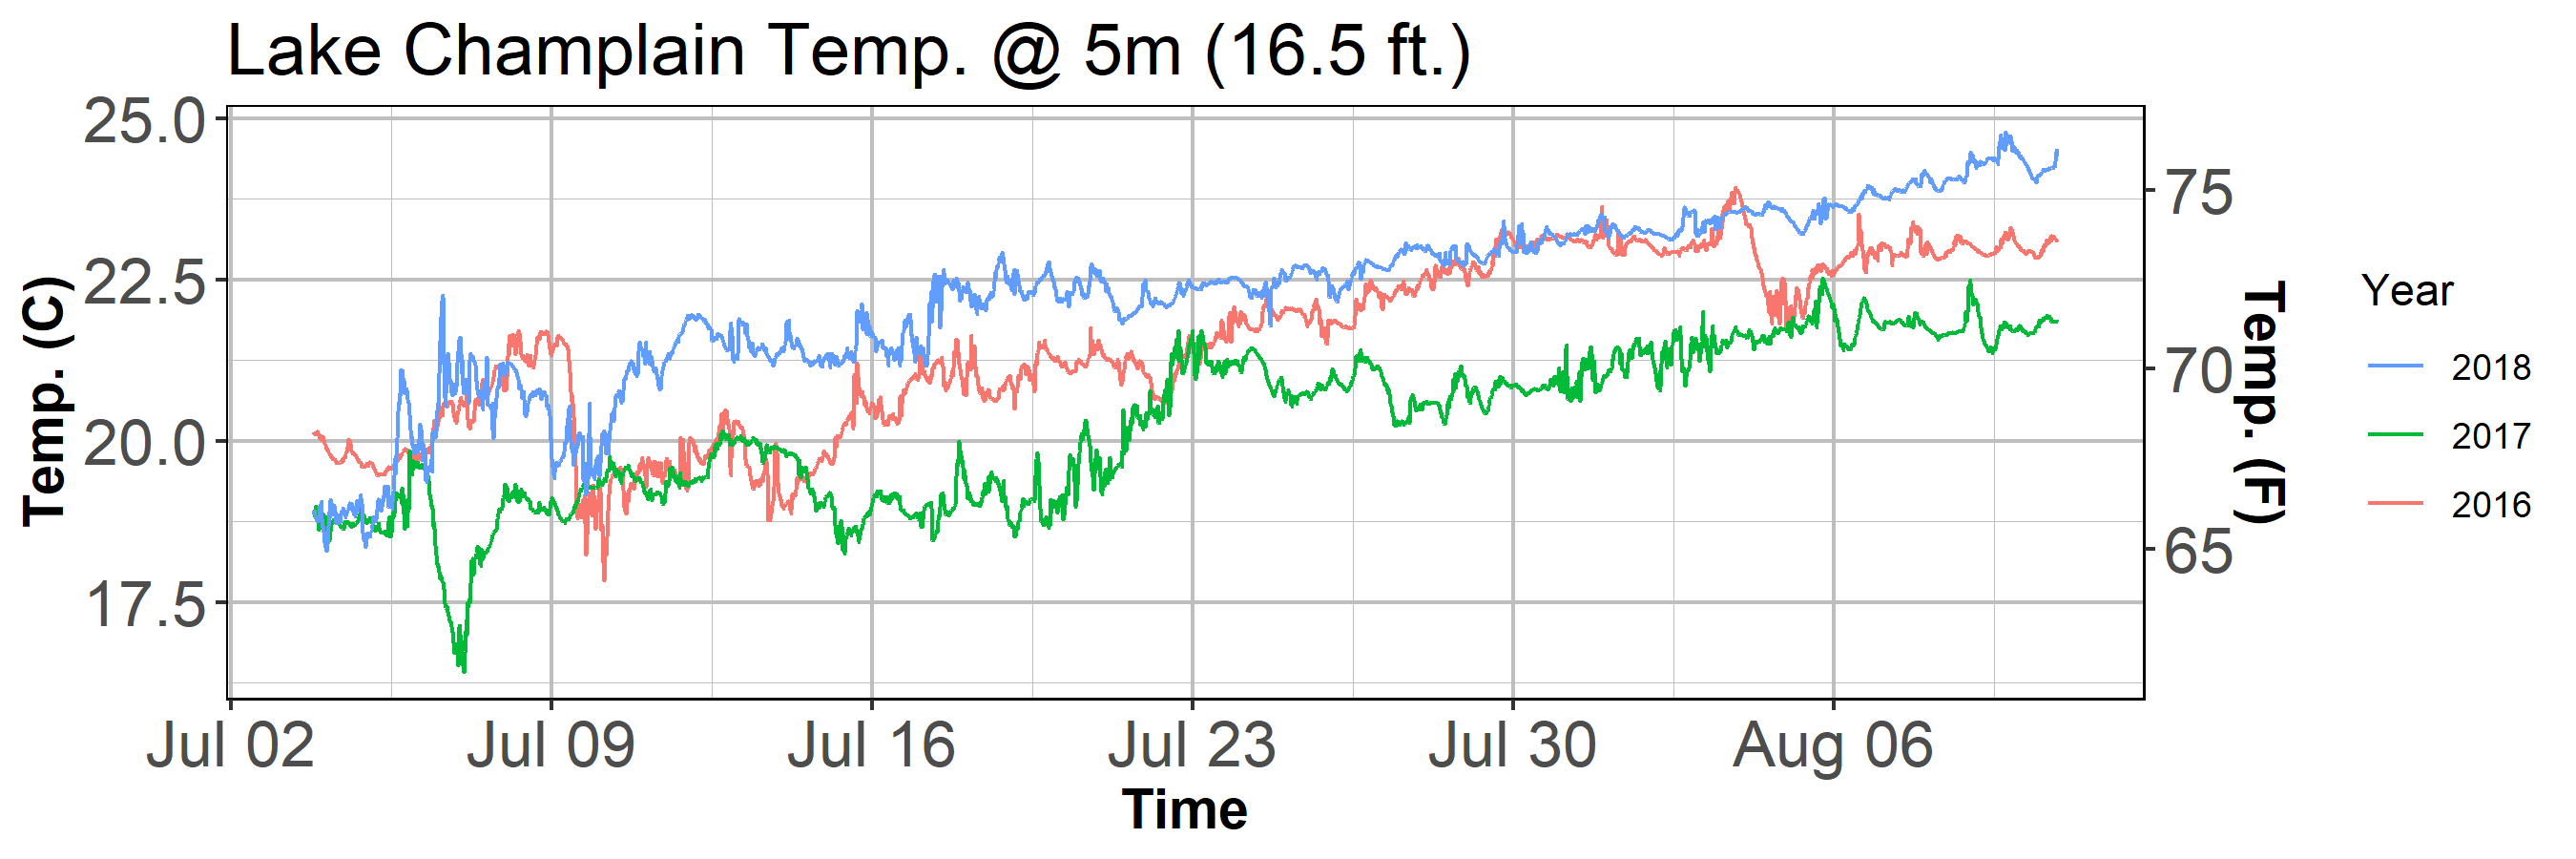 Lake Champlain Temp. @ 5m (16.5 ft.)
25.0
22.5
20.0
17.5
Temp. (C)
75
70
65
Temp. (F)
Jul 02 Jul 09 Jul 16 Jul 23 Jul 30 Aug 06
Time
Year
2018
2017
2016